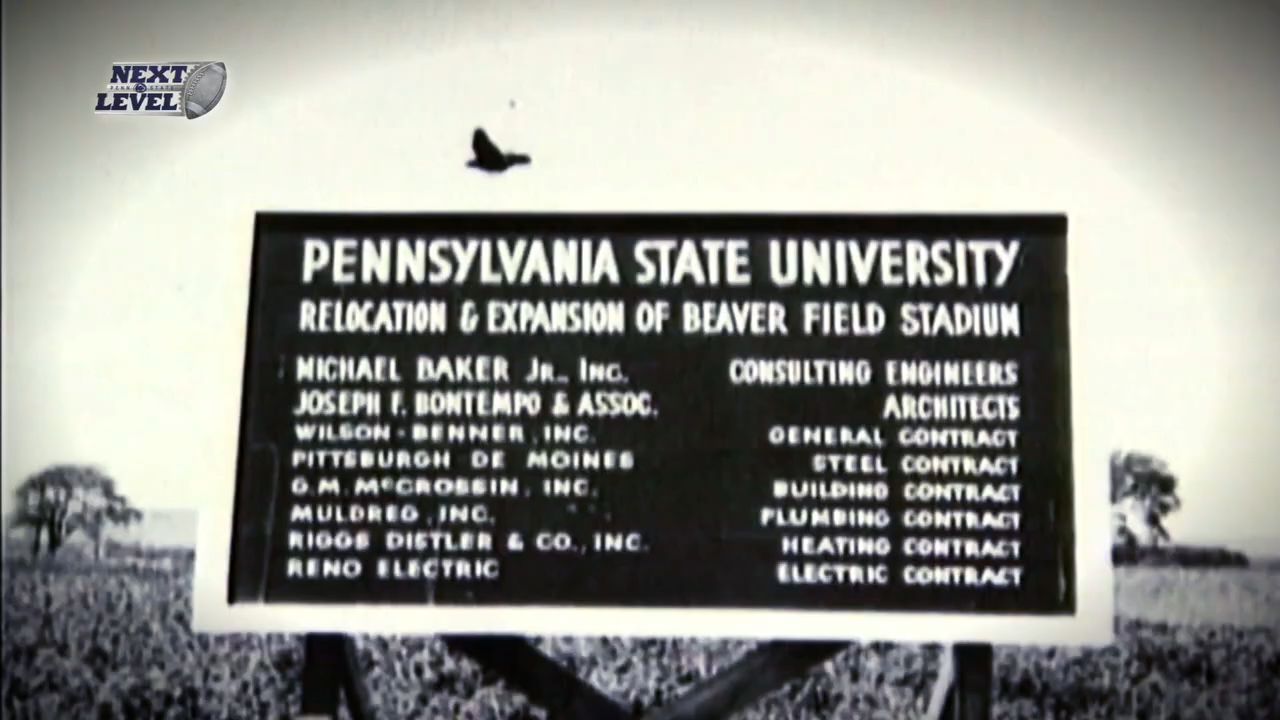 NEXT
PENN STATE
LEVEL
PENNSYLVANIA STATE UNIVERSITY
RELOCATION & EXPANSION OF BEAVER FIELD STADIUM
MICHAEL BAKER JR., INC. CONSULTING ENGINEERS
JOSEPH F. BONTEMPO & ASSOC. ARCHITECTS
WILSON - BENNER, INC. GENERAL CONTRACT
PITTSBURGH DE MOINES STEEL CONTRACT
G.M. McCROSSIN, INC. BUILDING CONTRACT
MULDREG, INC. PLUMBING CONTRACT
RIGGS DISTLER & CO., INC. HEATING CONTRACT
RENO ELECTRIC ELECTRIC CONTRACT